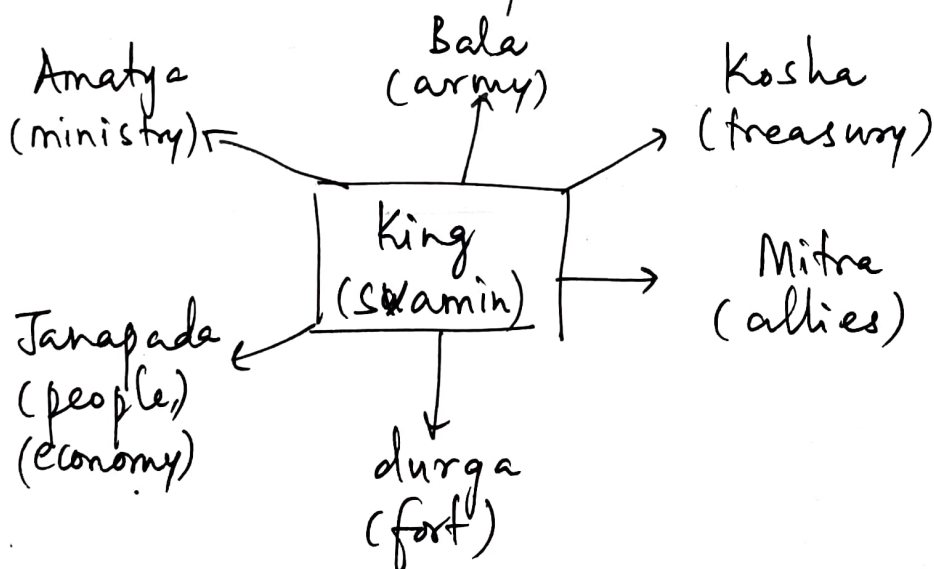 Bala
(army)
Amatya
(ministry)
Kosha
(treasury)
King
(swamin)
Mitra
(allies)
Janapada
(people,)
(economy)
durga
(fort)